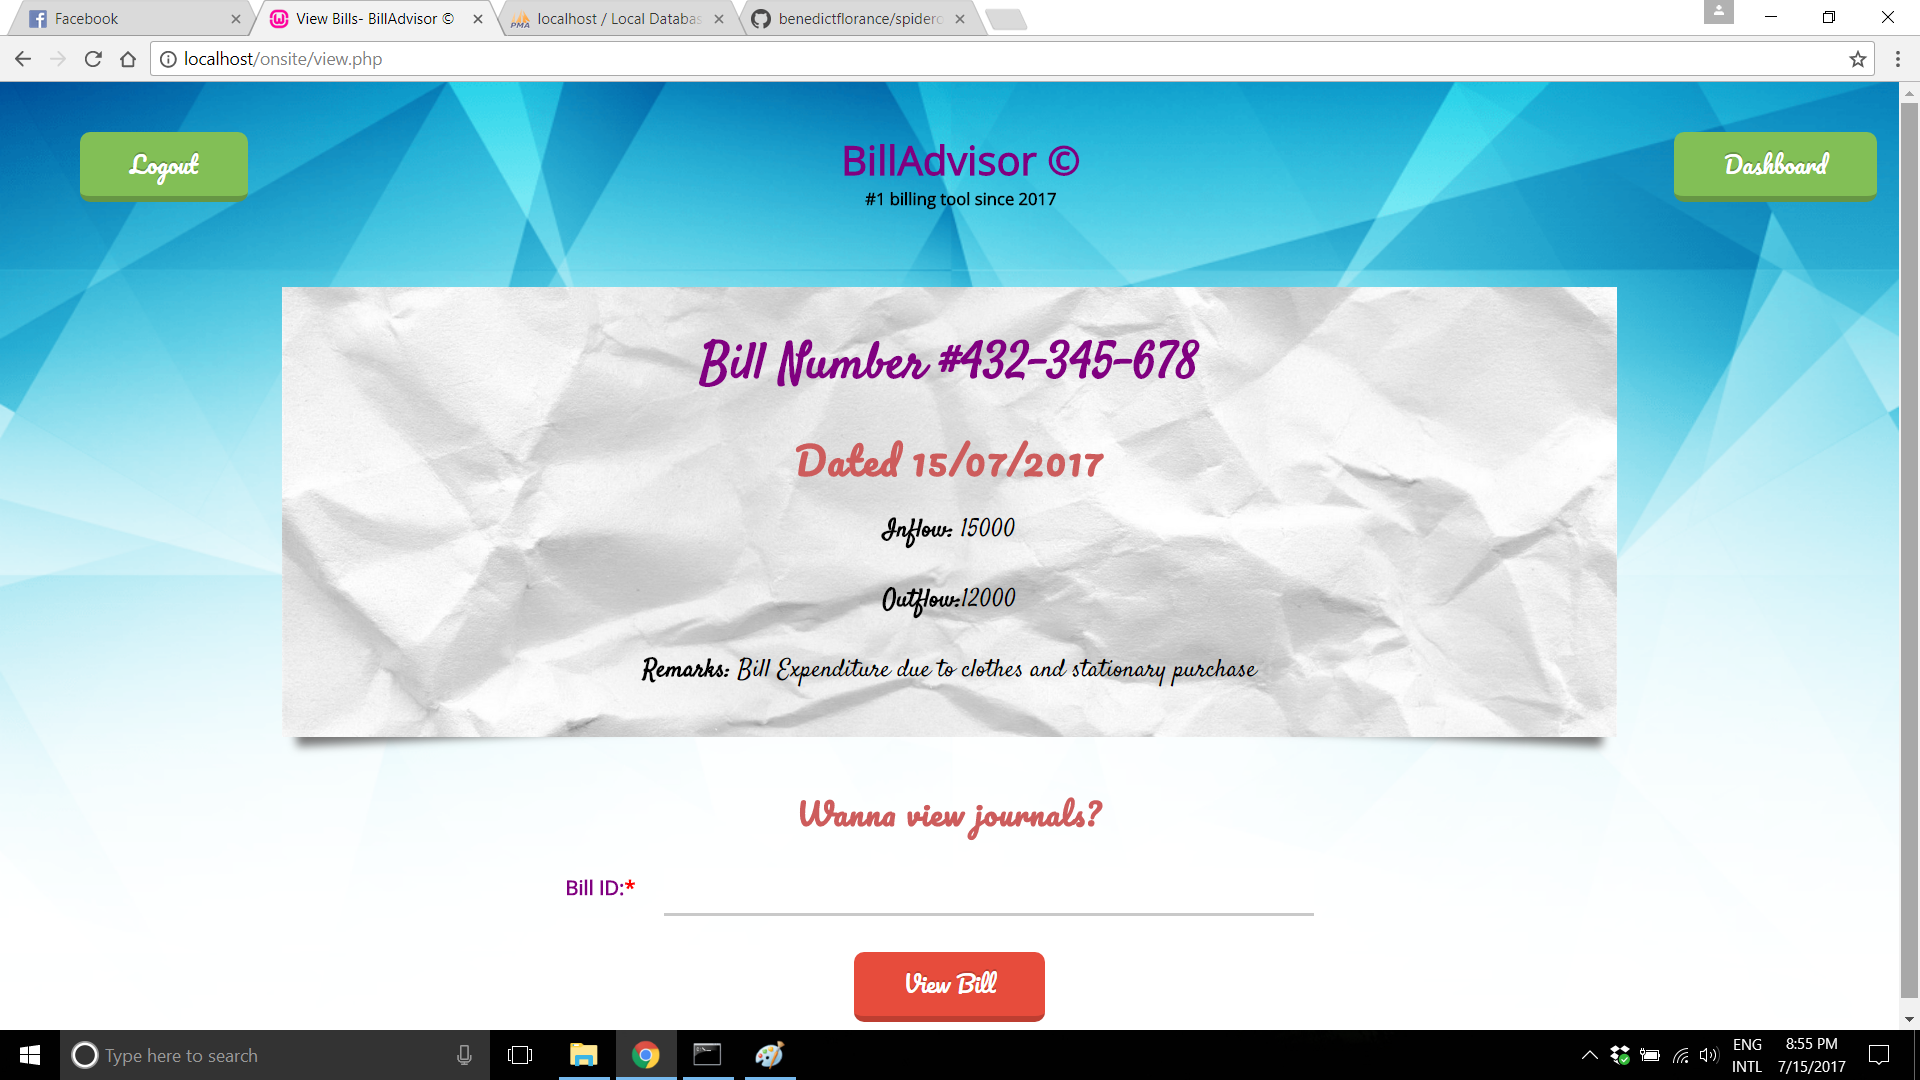 Facebook
View Bills- BillAdvisor ©
localhost / Local Databas
benedictflorance/spiderc
localhost/onsite/view.php
Logout
BillAdvisor ©
Dashboard
#1 billing tool since 2017
Bill Number #432-345-678
Dated 15/07/2017
Inflow: 15000
Outflow:12000
Remarks: Bill Expenditure due to clothes and stationary purchase
Wanna view journals?
Bill ID:*
View Bill
Type here to search
ENG
INTL
8:55 PM
7/15/2017